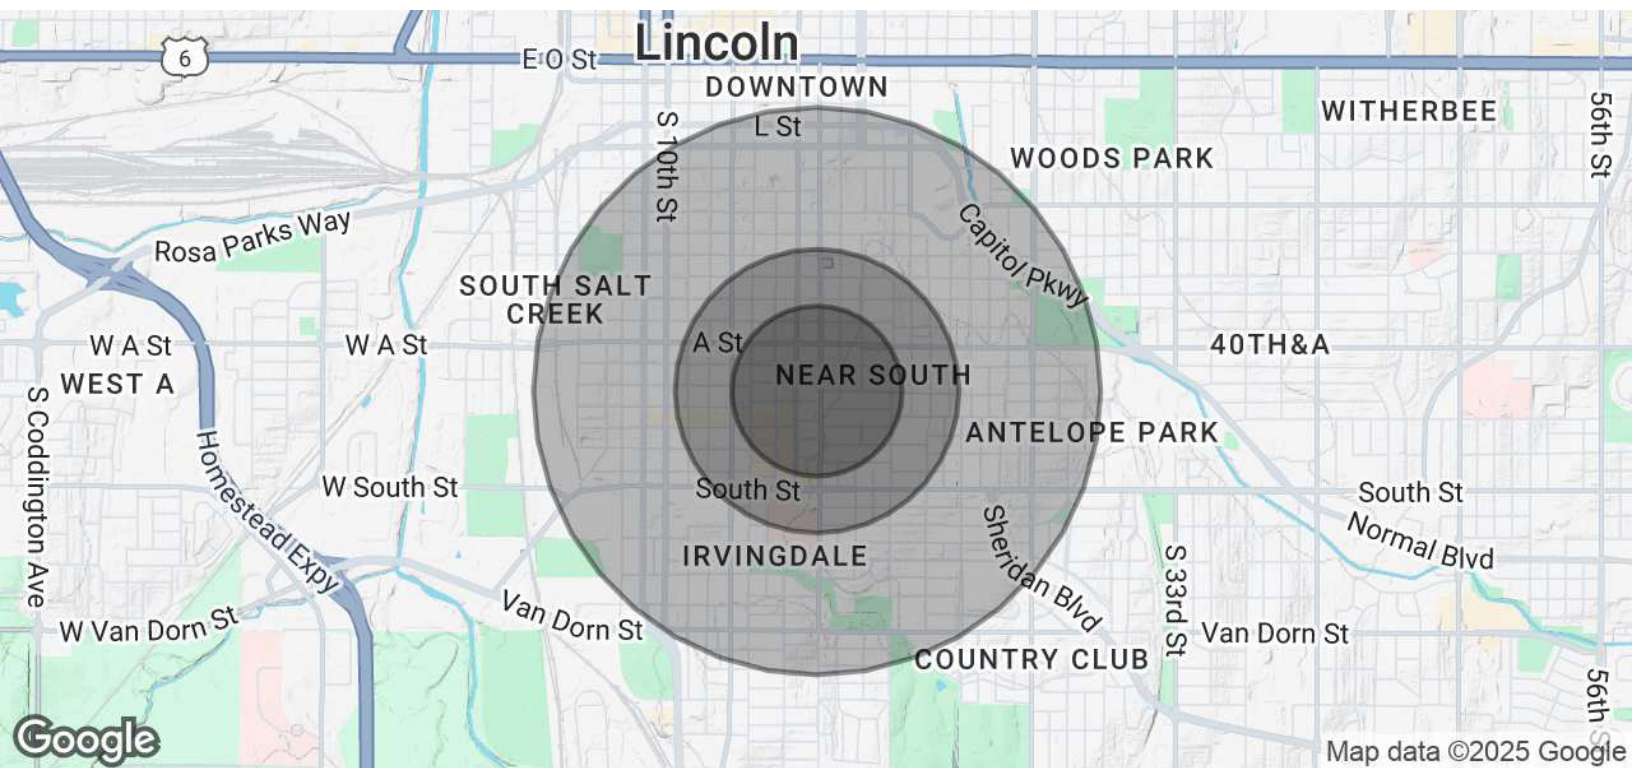 Lincoln
6
E O St
DOWNTOWN
L St
WITHERBEE
56th St
S 10th St
WOODS PARK
Rosa Parks Way
Capitol Pkwy
SOUTH SALT
CREEK
W A St
W A St
A St
40TH&A
WEST A
NEAR SOUTH
S Coddington Ave
ANTELOPE PARK
Homestead Expy
W South St
South St
South St
Normal Blvd
Sheridan Blvd
IRVINGDALE
S 33rd St
Van Dorn St
W Van Dorn St
Van Dorn St
COUNTRY CLUB
56th S
Google
Map data ©2025 Google